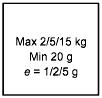 Max 2/5/15 kg
Min 20 g
e = 1/2/5 g